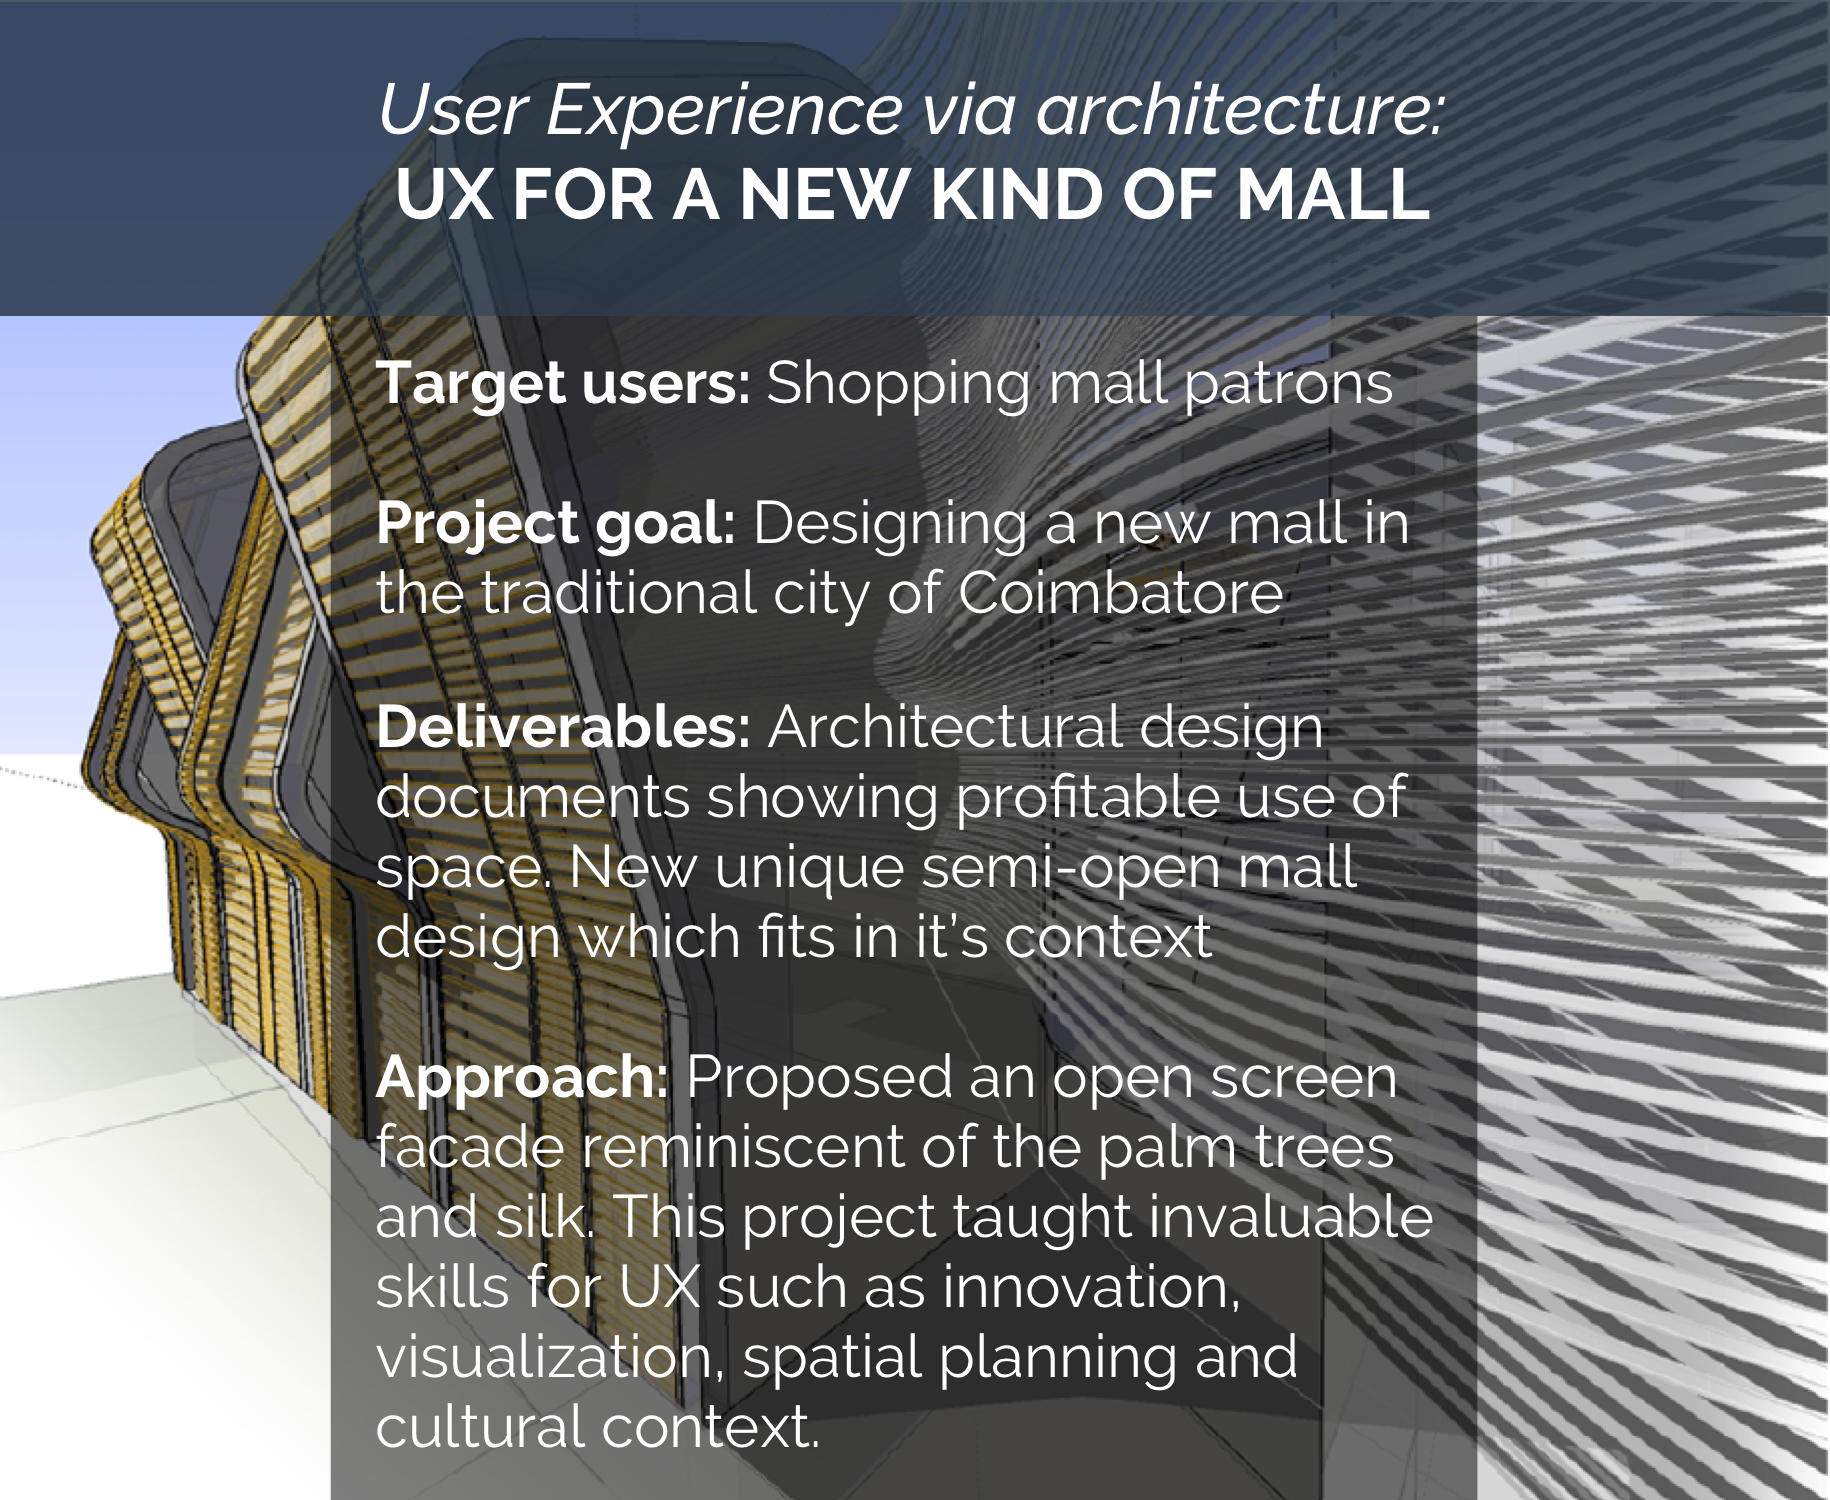 User Experience via architecture:
UX FOR A NEW KIND OF MALL
Target users: Shopping mall patrons
Project goal: Designing a new mall in
the traditional city of Coimbatore
Deliverables: Architectural design
documents showing profitable use of
space. New unique semi-open mall
design which fits in it’s context
Approach: Proposed an open screen
facade reminiscent of the palm trees
and silk. This project taught invaluable
skills for UX such as innovation,
visualization, spatial planning and
cultural context.